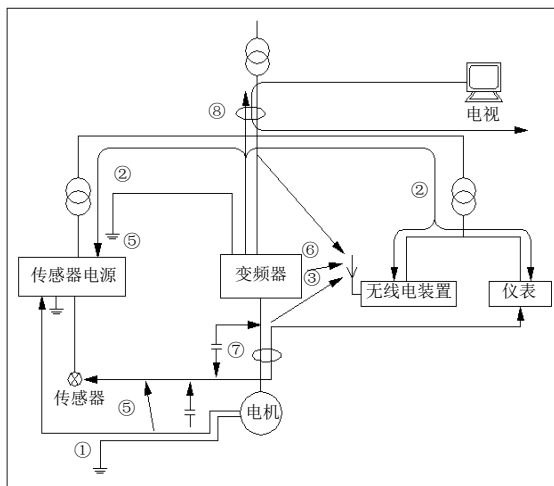 ⑧
电视
②
②
⑤
⑥
传感器电源
变频器
③
无线电装置
仪表
⑦
传感器
⑤
电机
①